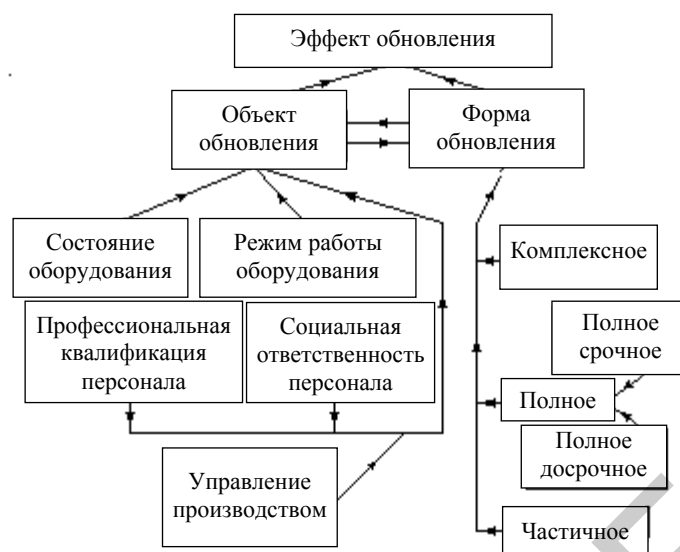 Эффект обновления
Объект
обновления
Форма
обновления
Состояние
оборудования
Режим работы
оборудования
Комплексное
Профессиональная
квалификация
персонала
Социальная
ответственность
персонала
Полное
срочное
Полное
Полное
досрочное
Управление
производством
Частичное